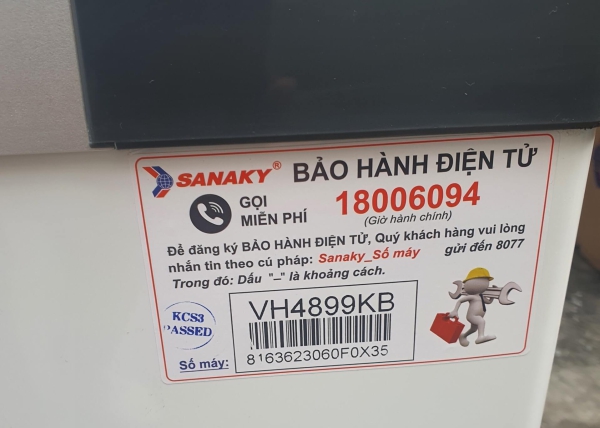 SANAKY®
BẢO HÀNH ĐIỆN TỬ
GỌI
MIỄN PHÍ
18006094
(Giờ hành chính)
Để đăng ký BẢO HÀNH ĐIỆN TỬ, Quý khách hàng vui lòng
nhắn tin theo cú pháp: Sanaky_Số máy gửi đến 8077
Trong đó: Dấu "_" là khoảng cách.
KCS3
PASSED
VH4899KB
Số máy: 8163623060F0X35